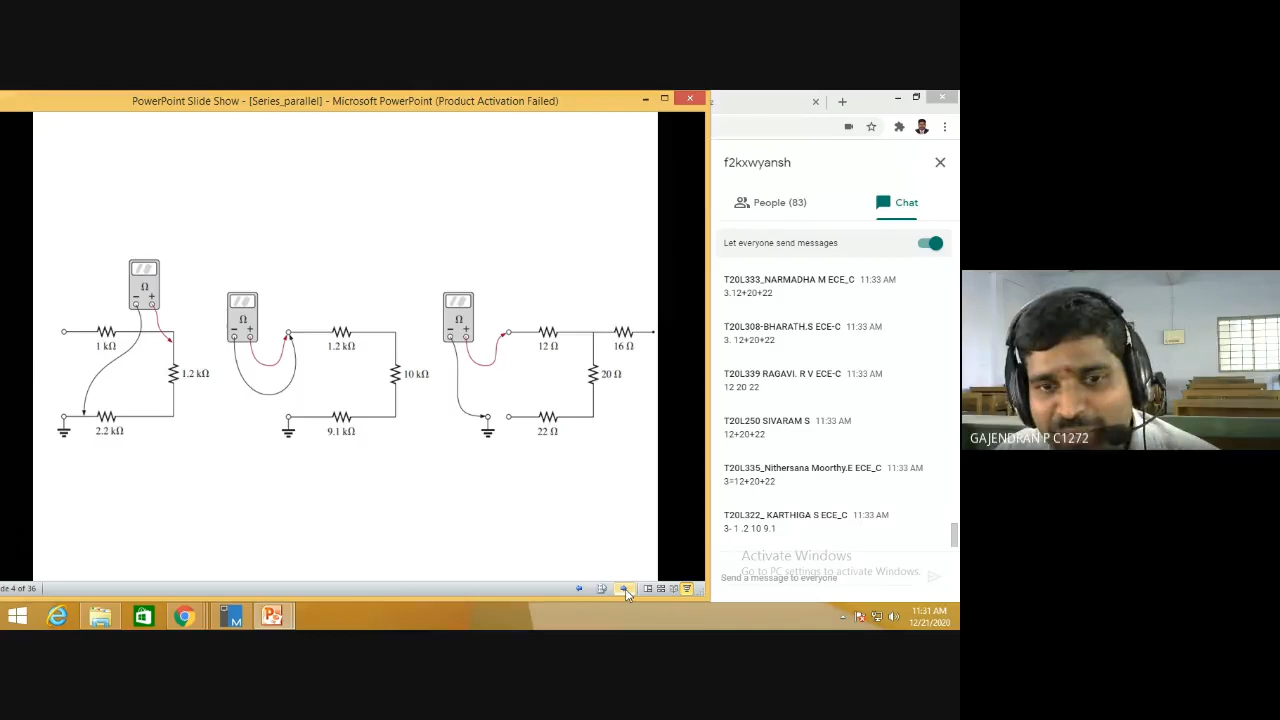 PowerPoint Slide Show - [Series_parallel] - Microsoft PowerPoint (Product Activation Failed)
Ω
1 kΩ
1.2 kΩ
2.2 kΩ
Ω
1.2 kΩ
10 kΩ
9.1 kΩ
Ω
12 Ω
16 Ω
20 Ω
22 Ω
f2kxwyansh
People (83)
Chat
Let everyone send messages
T20L333_NARMADHA M ECE_C 11:33 AM
3.12+20+22
T20L308-BHARATH.S ECE-C 11:33 AM
3. 12+20+22
T20L339 RAGAVI. R V ECE-C 11:33 AM
12 20 22
T20L250 SIVARAM S 11:33 AM
12+20+22
T20L335_Nithersana Moorthy.E ECE_C 11:33 AM
3=12+20+22
T20L322_ KARTHIGA S ECE_C 11:33 AM
3- 1 .2 10 9.1
Activate Windows
Go to PC settings to activate Windows.
Send a message to everyone
GAJENDRAN P C1272
de 4 of 36
11:31 AM
12/21/2020